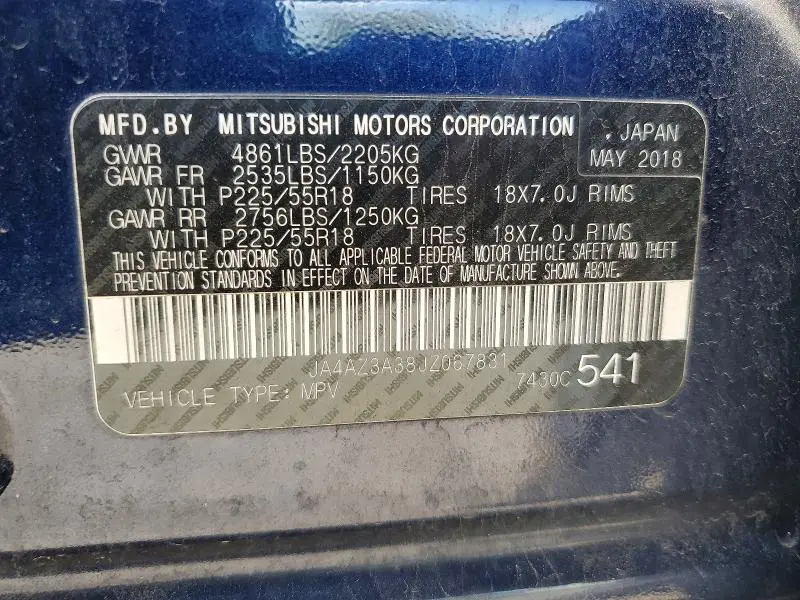 MFD.BY MITSUBISHI MOTORS CORPORATION
, JAPAN
MAY 2018
GVWR 4861LBS/2205KG
GAWR FR 2535LBS/1150KG
WITH P225/55R18 TIRES 18X7.0J RIMS
GAWR RR 2756LBS/1250KG
WITH P225/55R18 TIRES 18X7.0J RIMS
THIS VEHICLE CONFORMS TO ALL APPLICABLE FEDERAL MOTOR VEHICLE SAFETY AND THEFT
PREVENTION STANDARDS IN EFFECT ON THE DATE OF MANUFACTURE SHOWN ABOVE.
JA4AZ3A38JZ067831
VEHICLE TYPE: MPV 7430C 541